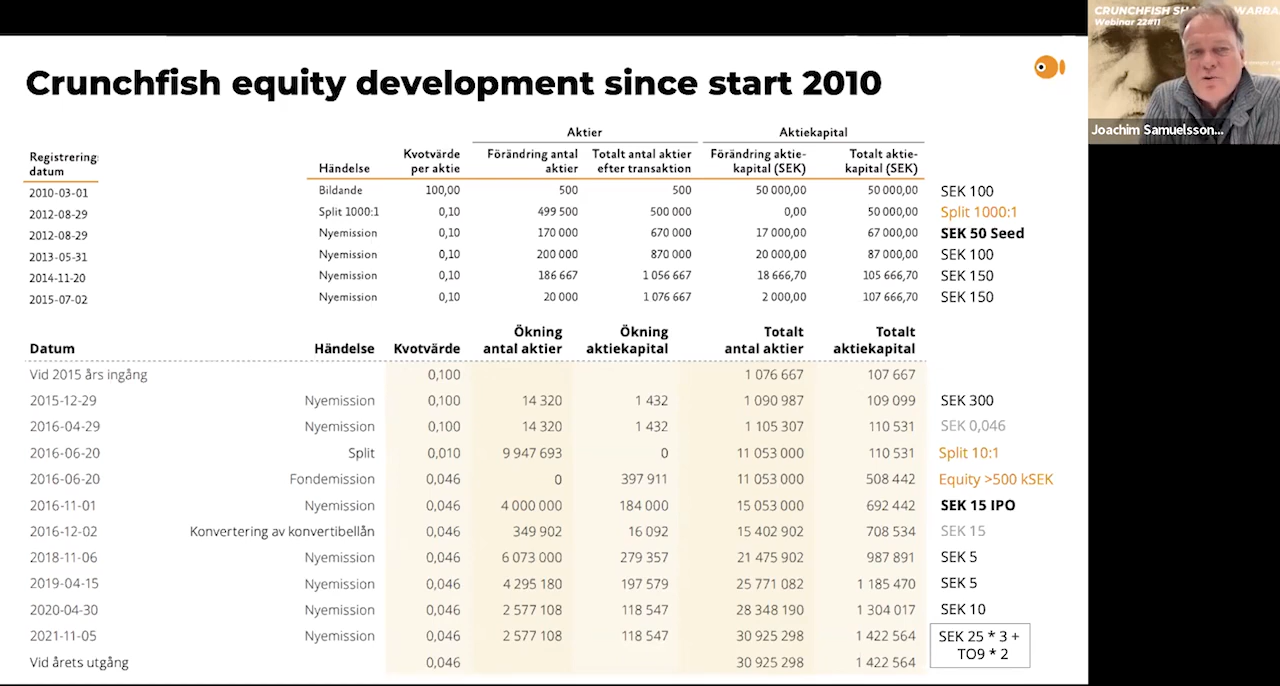 CRUNCHFISH SHA WARRA
Webinar 22#11
Joachim Samuelsson...
Crunchfish equity development since start 2010
Aktier Aktiekapital
Registrering: datum Händelse Kvotvärde per aktie Förändring antal aktier Totalt antal aktier efter transaktion Förändring aktie-kapital (SEK) Totalt aktie-kapital (SEK)
2010-03-01 Bildande 100,00 500 500 50 000,00 50 000,00 SEK 100
2012-08-29 Split 1000:1 0,10 499 500 500 000 0,00 50 000,00 Split 1000:1
2012-08-29 Nyemission 0,10 170 000 670 000 17 000,00 67 000,00 SEK 50 Seed
2013-05-31 Nyemission 0,10 200 000 870 000 20 000,00 87 000,00 SEK 100
2014-11-20 Nyemission 0,10 186 667 1 056 667 18 666,70 105 666,70 SEK 150
2015-07-02 Nyemission 0,10 20 000 1 076 667 2 000,00 107 666,70 SEK 150
Datum Händelse Kvotvärde Ökning antal aktier Ökning aktiekapital Totalt antal aktier Totalt aktiekapital
Vid 2015 års ingång 0,100 1 076 667 107 667
2015-12-29 Nyemission 0,100 14 320 1 432 1 090 987 109 099 SEK 300
2016-04-29 Nyemission 0,100 14 320 1 432 1 105 307 110 531 SEK 0,046
2016-06-20 Split 0,010 9 947 693 0 11 053 000 110 531 Split 10:1
2016-06-20 Fondemission 0,046 0 397 911 11 053 000 508 442 Equity >500 kSEK
2016-11-01 Nyemission 0,046 4 000 000 184 000 15 053 000 692 442 SEK 15 IPO
2016-12-02 Konvertering av konvertibellån 0,046 349 902 16 092 15 402 902 708 534 SEK 15
2018-11-06 Nyemission 0,046 6 073 000 279 357 21 475 902 987 891 SEK 5
2019-04-15 Nyemission 0,046 4 295 180 197 579 25 771 082 1 185 470 SEK 5
2020-04-30 Nyemission 0,046 2 577 108 118 547 28 348 190 1 304 017 SEK 10
2021-11-05 Nyemission 0,046 2 577 108 118 547 30 925 298 1 422 564 SEK 25 * 3 + TO9 * 2
Vid årets utgång 0,046 30 925 298 1 422 564